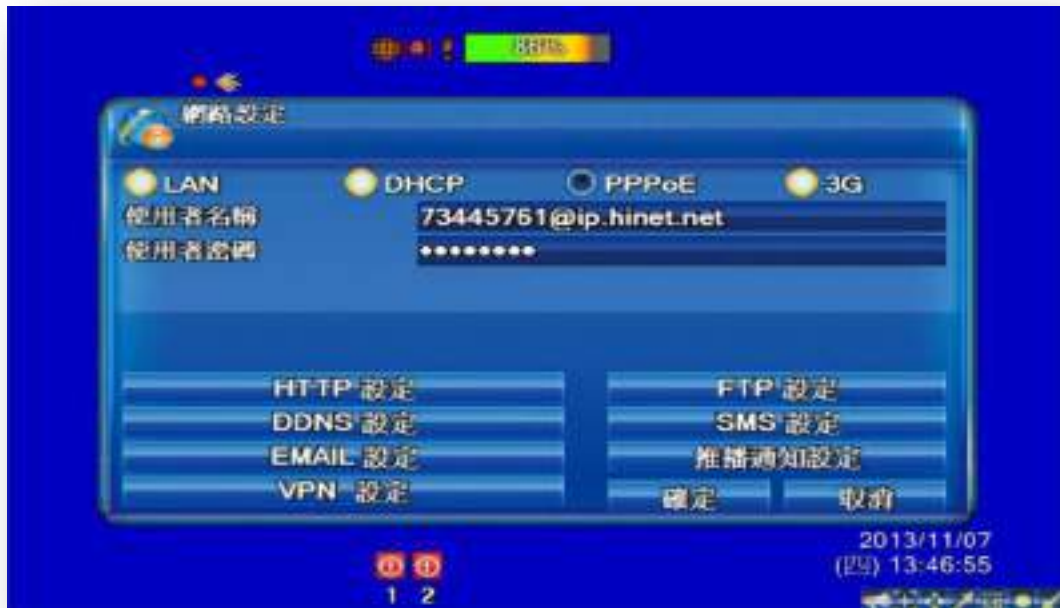 88%
網路設定
LAN DHCP PPPoE 3G
使用者名稱 73445761@ip.hinet.net
使用者密碼 ••••••••
HTTP 設定 FTP 設定
DDNS 設定 SMS 設定
EMAIL 設定 推播通知設定
VPN 設定 確定 取消
2013/11/07
(四) 13:46:55
1 2